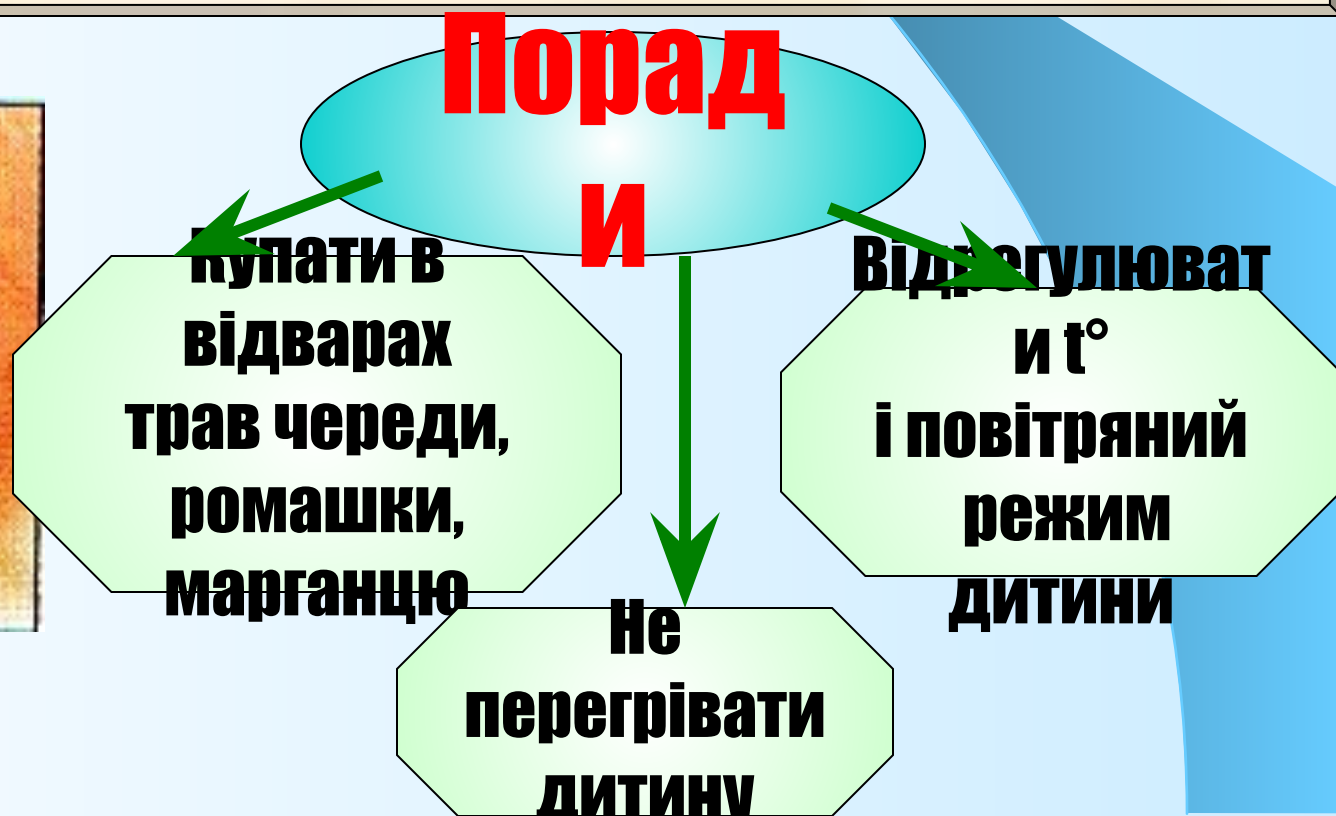 Порад
и
Купати в
відварах
трав череди,
ромашки,
марганцю
Відрегулюват
и t°
і повітряний
режим
дитини
Не
перегрівати
дитину